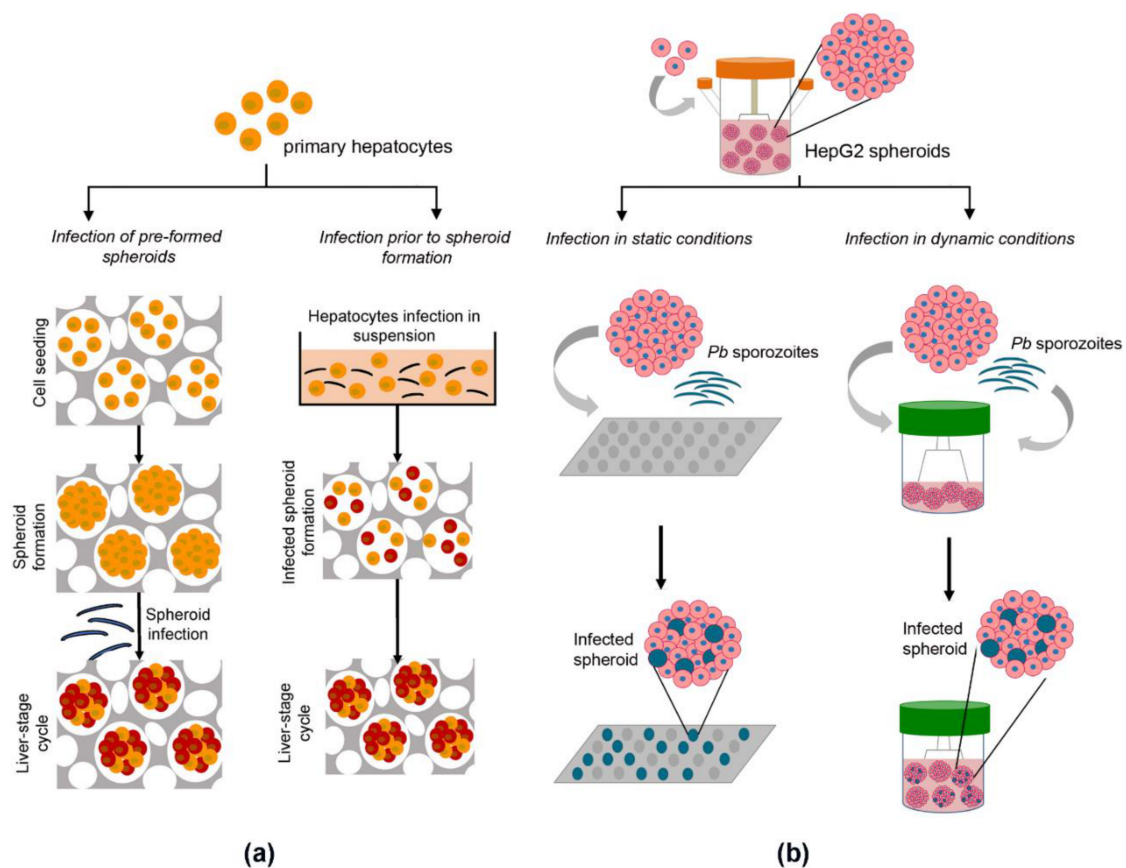 primary hepatocytes
Infection of pre-formed
spheroids
Infection prior to spheroid
formation
Cell seeding
Hepatocytes infection in
suspension
Spheroid
formation
Infected spheroid
formation
Spheroid
infection
Liver-stage
cycle
Liver-stage
cycle
(a)
HepG2 spheroids
Infection in static conditions
Infection in dynamic conditions
Pb sporozoites
Pb sporozoites
Infected
spheroid
Infected
spheroid
(b)